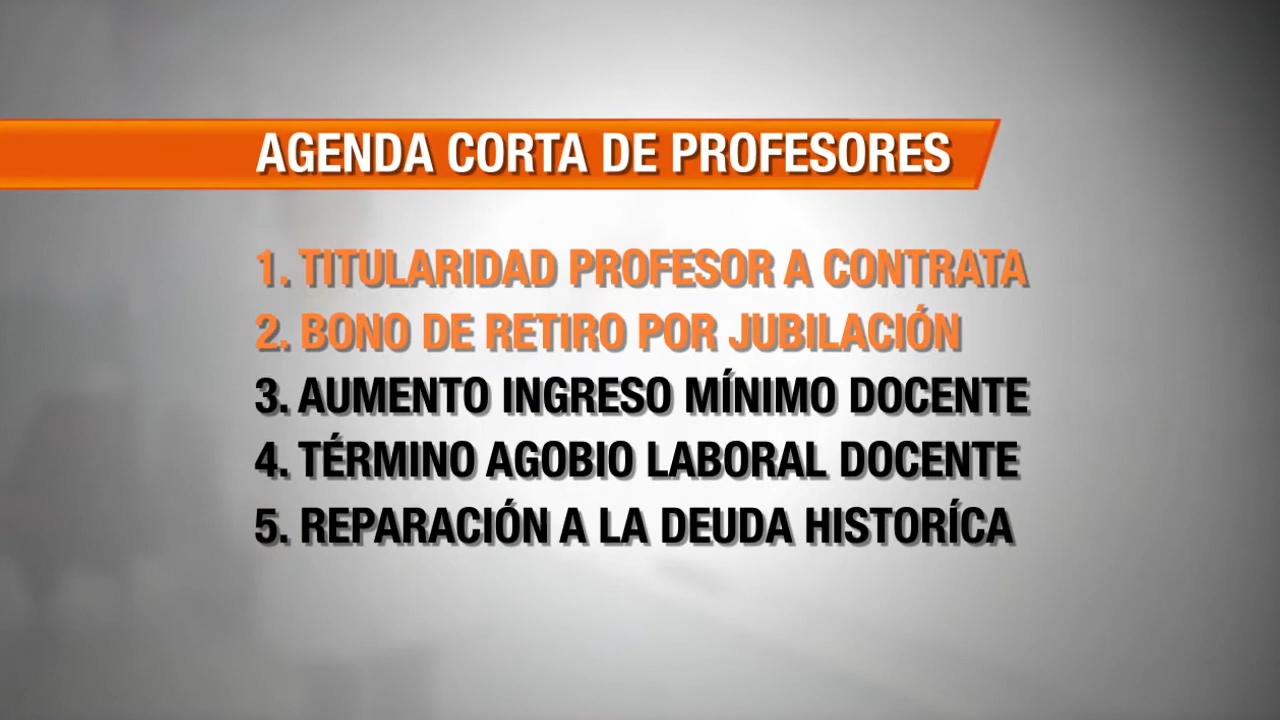 AGENDA CORTA DE PROFESORES
1. TITULARIDAD PROFESOR A CONTRATA
2. BONO DE RETIRO POR JUBILACIÓN
3. AUMENTO INGRESO MÍNIMO DOCENTE
4. TÉRMINO AGOBIO LABORAL DOCENTE
5. REPARACIÓN A LA DEUDA HISTORÍCA